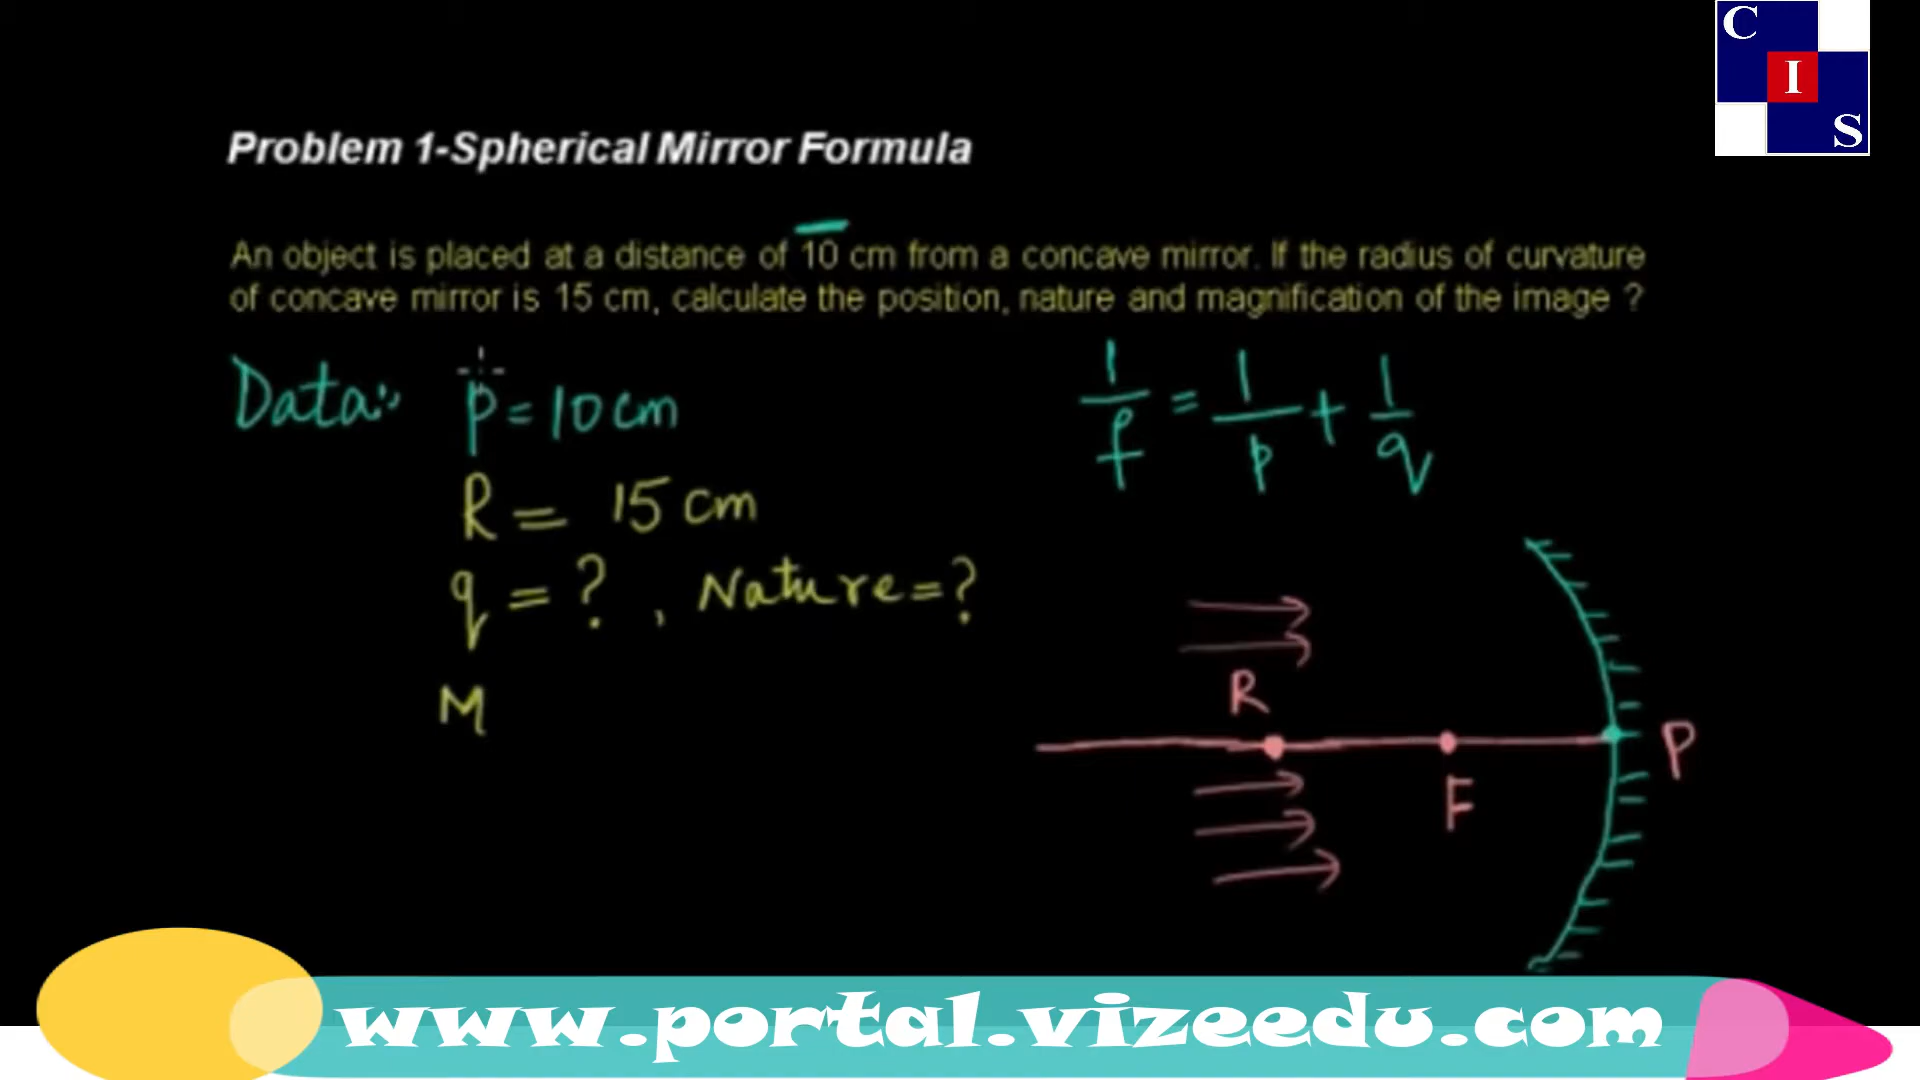 C
I
S
Problem 1-Spherical Mirror Formula
An object is placed at a distance of 10 cm from a concave mirror. If the radius of curvature
of concave mirror is 15 cm, calculate the position, nature and magnification of the image ?
Data:, p = 10 cm
1/f = 1/p + 1/q
R = 15 cm
q = ? , Nature = ?
M
R
P
F
www.portal.vizeedu.com